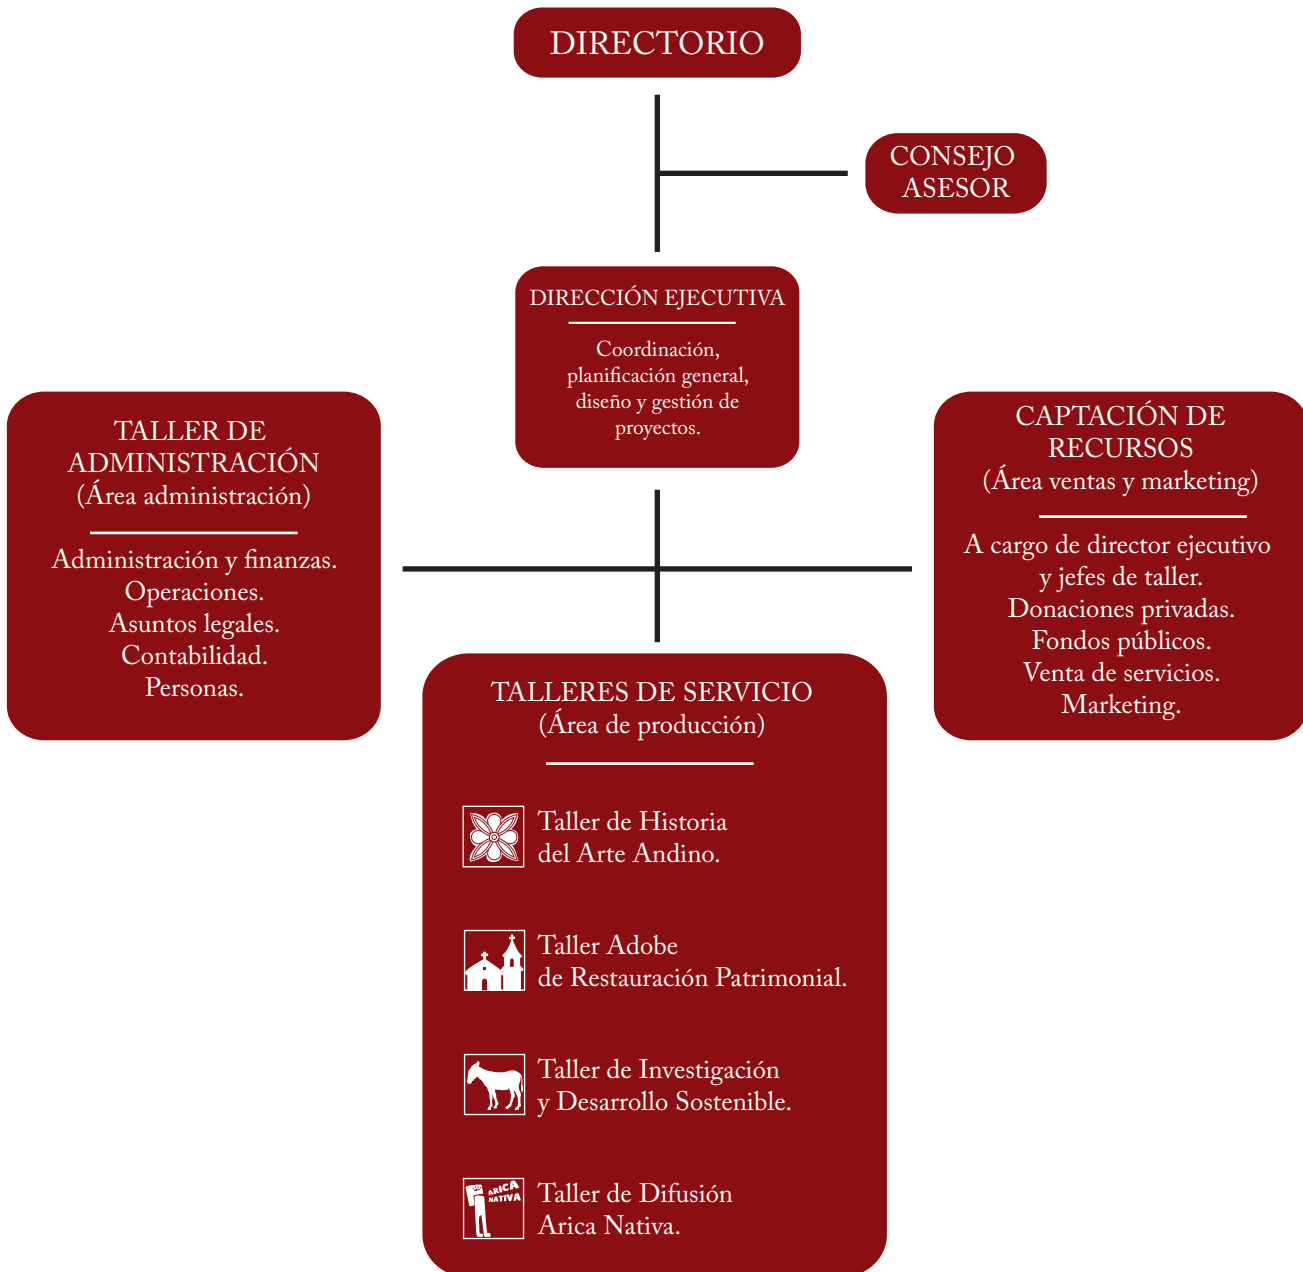 DIRECTORIO
CONSEJO
ASESOR
DIRECCIÓN EJECUTIVA
Coordinación,
planificación general,
diseño y gestión de
proyectos.
TALLER DE
ADMINISTRACIÓN
(Área administración)
Administración y finanzas.
Operaciones.
Asuntos legales.
Contabilidad.
Personas.
CAPTACIÓN DE
RECURSOS
(Área ventas y marketing)
A cargo de director ejecutivo
y jefes de taller.
Donaciones privadas.
Fondos públicos.
Venta de servicios.
Marketing.
TALLERES DE SERVICIO
(Área de producción)
Taller de Historia
del Arte Andino.
Taller Adobe
de Restauración Patrimonial.
Taller de Investigación
y Desarrollo Sostenible.
ARICA
NATIVA
Taller de Difusión
Arica Nativa.